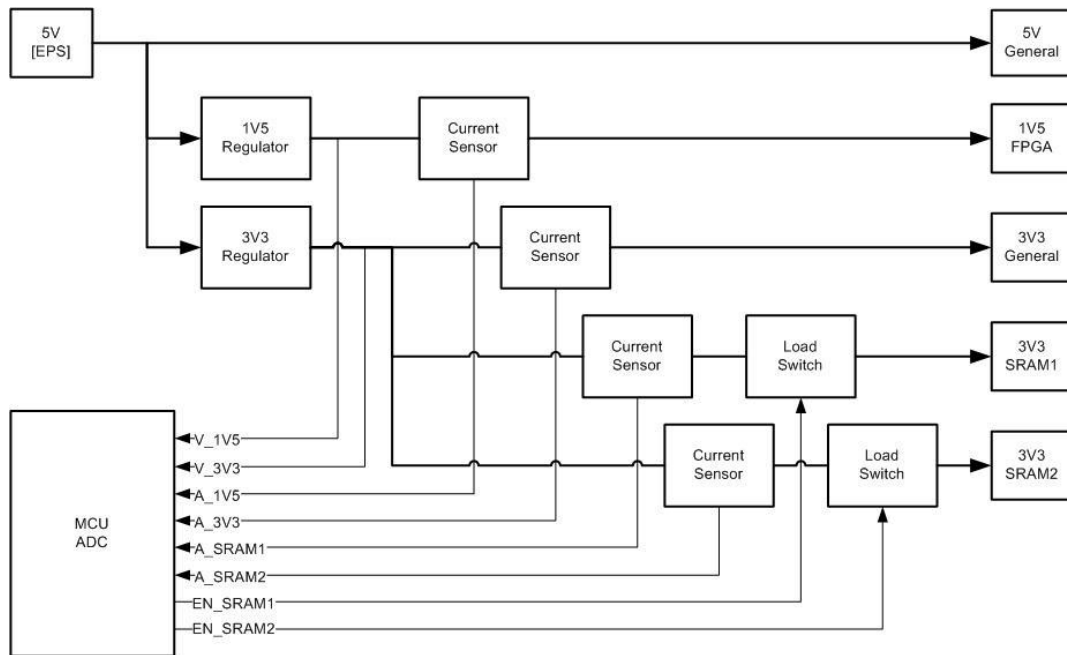 5V
[EPS]
5V
General
1V5
Regulator
Current
Sensor
1V5
FPGA
3V3
Regulator
Current
Sensor
3V3
General
Current
Sensor
Load
Switch
3V3
SRAM1
Current
Sensor
Load
Switch
3V3
SRAM2
MCU
ADC
V_1V5
V_3V3
A_1V5
A_3V3
A_SRAM1
A_SRAM2
EN_SRAM1
EN_SRAM2